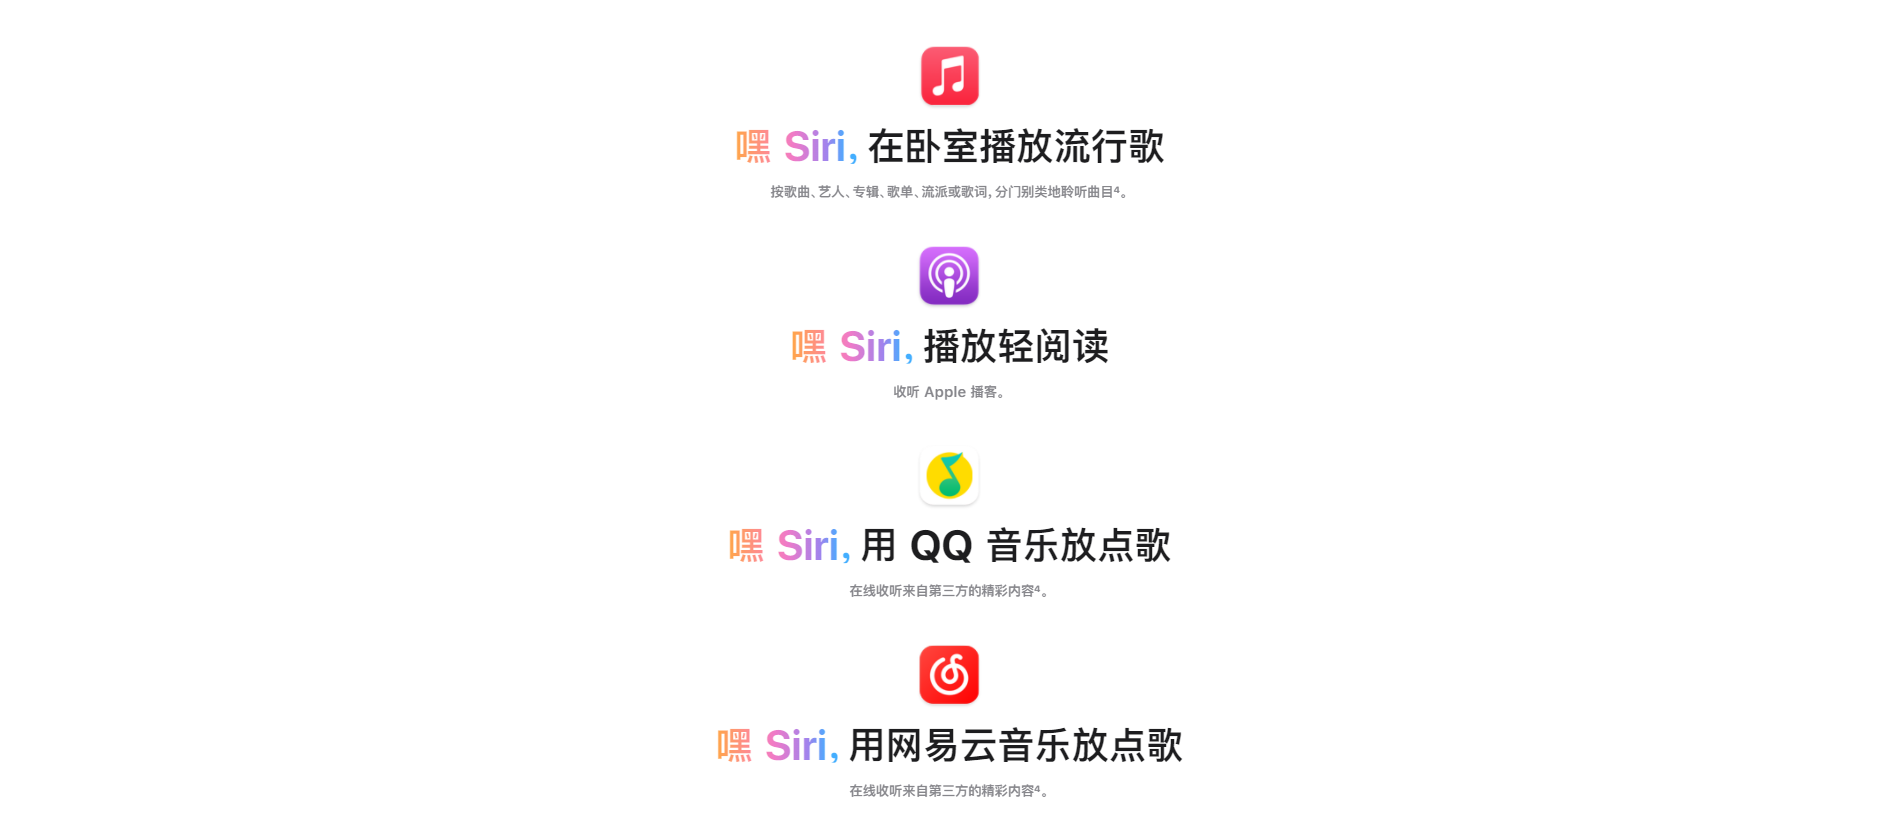 嘿 Siri, 在卧室播放流行歌
按歌曲、艺人、专辑、歌单、流派或歌词, 分门别类地聆听曲目⁴。
嘿 Siri, 播放轻阅读
收听 Apple 播客。
嘿 Siri, 用 QQ 音乐放点歌
在线收听来自第三方的精彩内容⁴。
嘿 Siri, 用网易云音乐放点歌
在线收听来自第三方的精彩内容⁴。